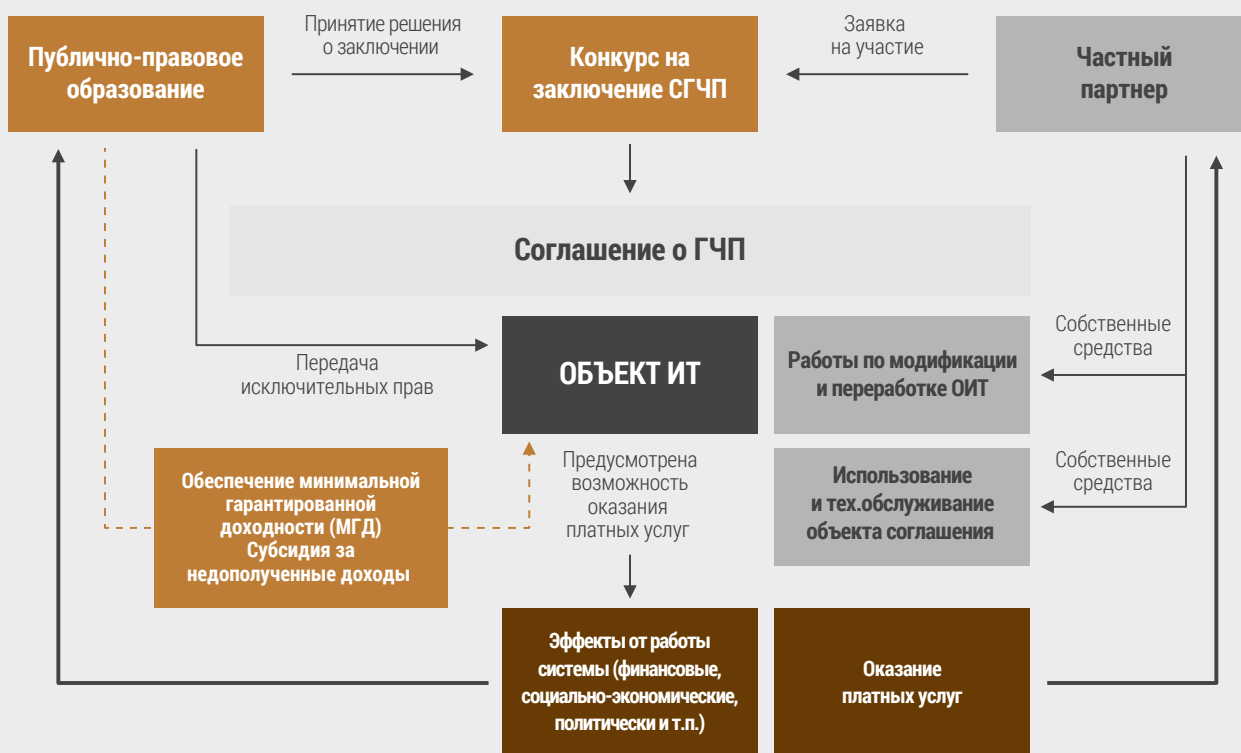 Публично-правовое
образование
Принятие решения
о заключении
Конкурс на
заключение СГЧП
Заявка
на участие
Частный
партнер
Соглашение о ГЧП
Передача
исключительных прав
ОБЪЕКТ ИТ
Работы по модификации
и переработке ОИТ
Собственные
средства
Обеспечение минимальной
гарантированной
доходности (МГД)
Субсидия за
недополученные доходы
Предусмотрена
возможность
оказания
платных услуг
Использование
и тех.обслуживание
объекта соглашения
Собственные
средства
Эффекты от работы
системы (финансовые,
социально-экономические,
политически и т.п.)
Оказание
платных услуг